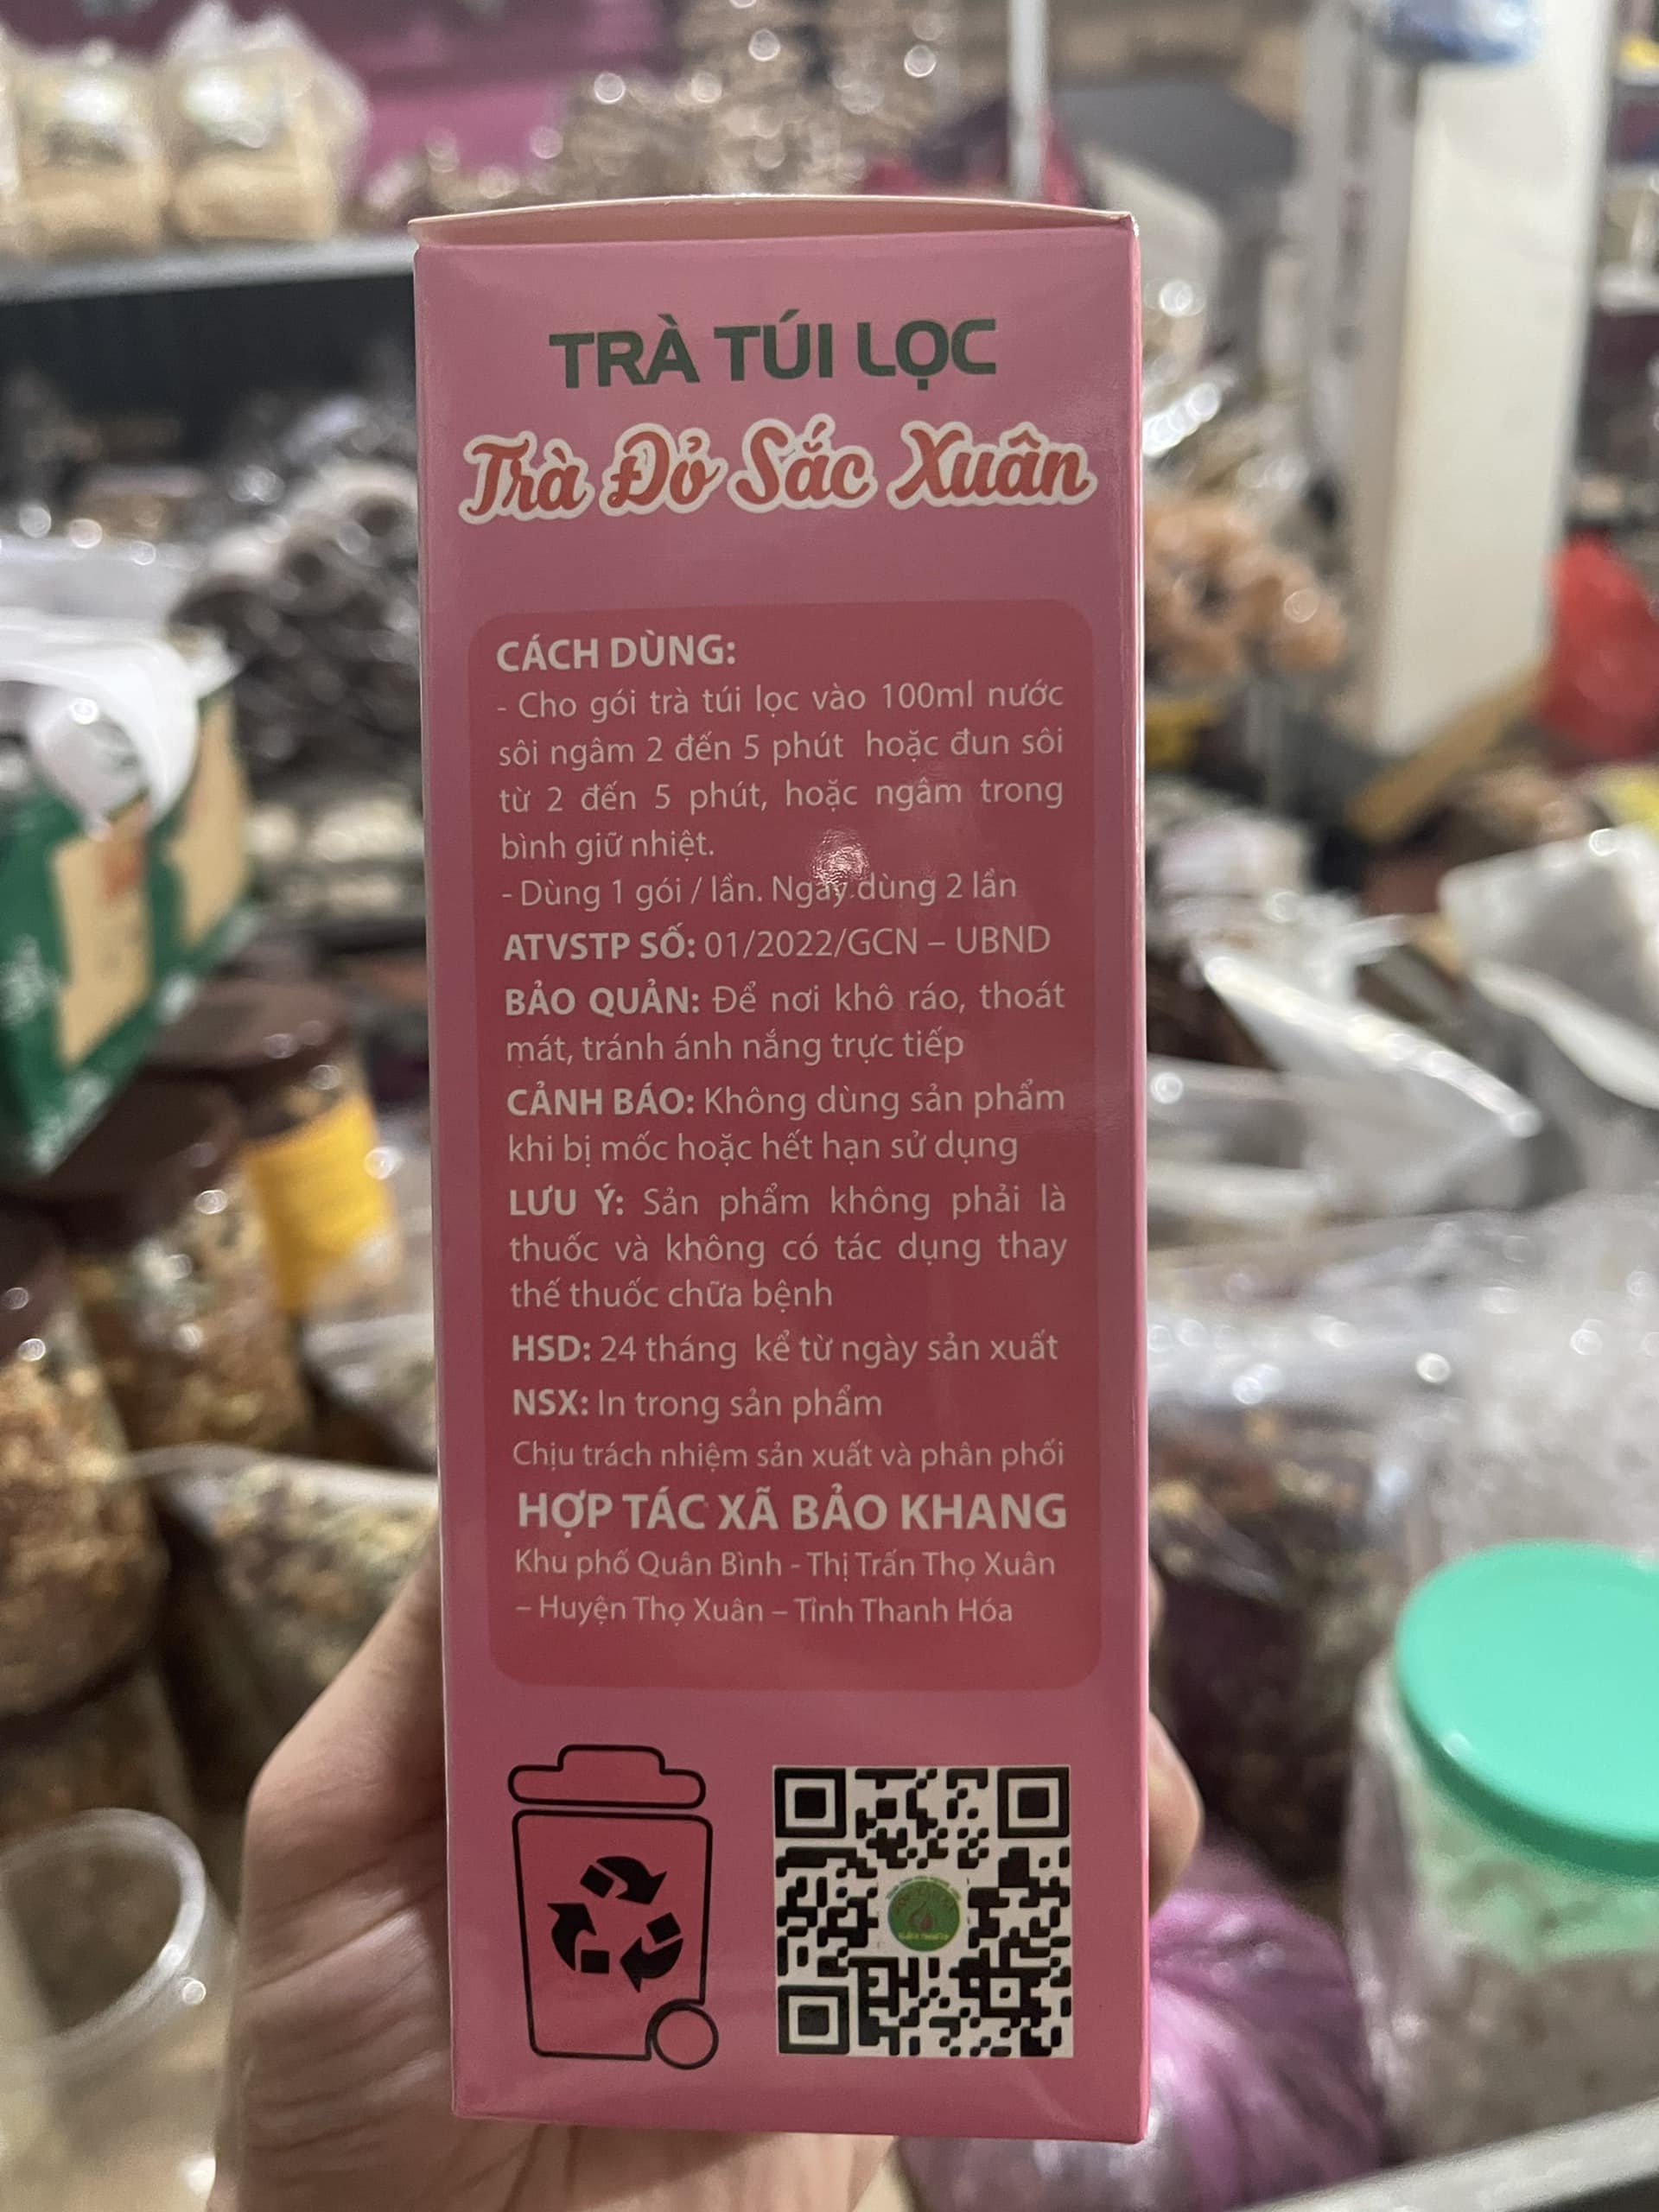 TRÀ TÚI LỌC
Trà Đỏ Sắc Xuân
CÁCH DÙNG:
- Cho gói trà túi lọc vào 100ml nước
sôi ngâm 2 đến 5 phút hoặc đun sôi
từ 2 đến 5 phút, hoặc ngâm trong
bình giữ nhiệt.
- Dùng 1 gói / lần. Ngày dùng 2 lần
ATVSTP SỐ: 01/2022/GCN – UBND
BẢO QUẢN: Để nơi khô ráo, thoát
mát, tránh ánh nắng trực tiếp
CẢNH BÁO: Không dùng sản phẩm
khi bị mốc hoặc hết hạn sử dụng
LƯU Ý: Sản phẩm không phải là
thuốc và không có tác dụng thay
thế thuốc chữa bệnh
HSD: 24 tháng kể từ ngày sản xuất
NSX: In trong sản phẩm
Chịu trách nhiệm sản xuất và phân phối
HỢP TÁC XÃ BẢO KHANG
Khu phố Quân Bình - Thị Trấn Thọ Xuân
– Huyện Thọ Xuân – Tỉnh Thanh Hóa